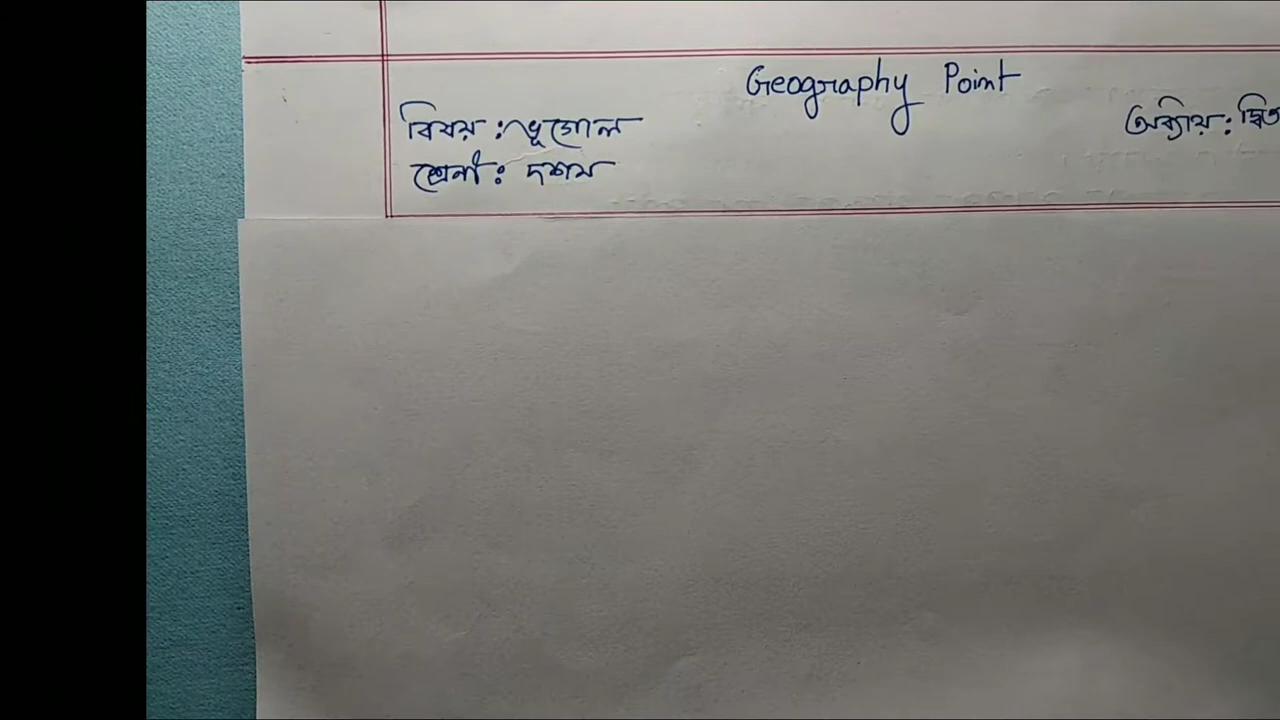 Geography Point
বিষয় : ভূগোল
অধ্যায় :
শ্রেনী : দশম